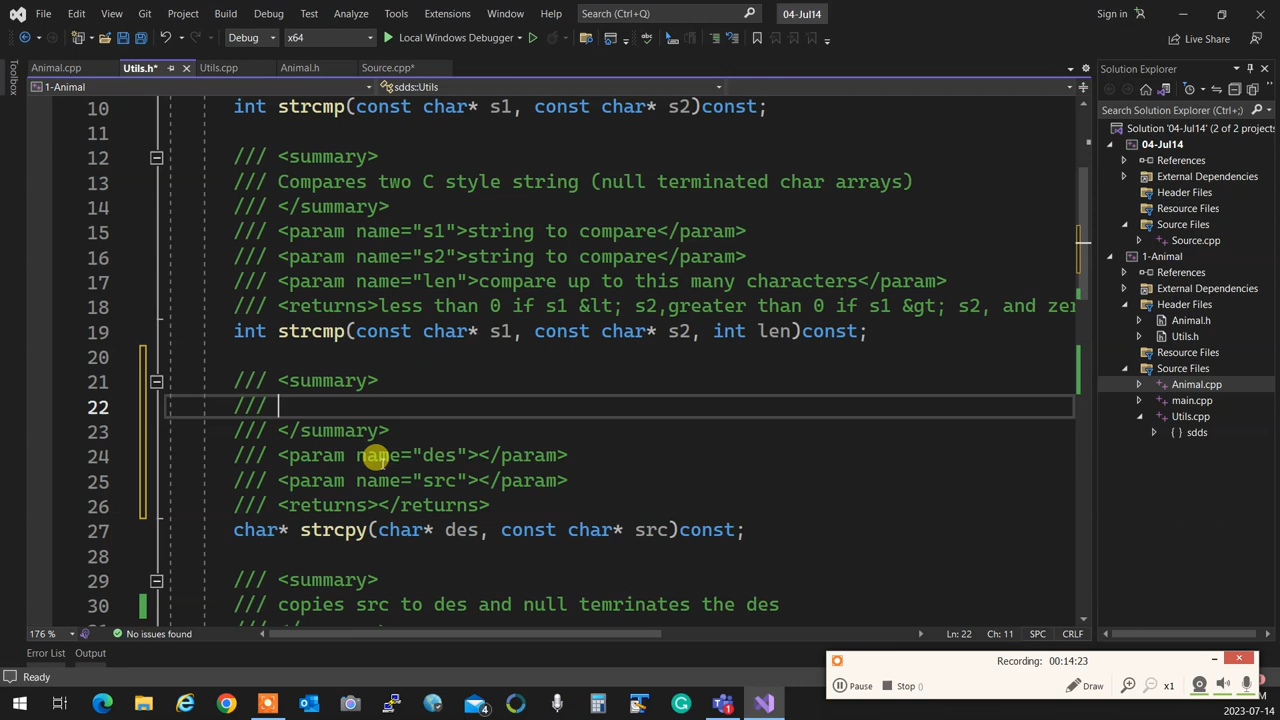 File Edit View Git Project Build Debug Test Analyze Tools Extensions Window Help Search (Ctrl+Q) 04-Jul14 Sign in
Debug x64 Local Windows Debugger Live Share
Toolbox
Animal.cpp Utils.h* Utils.cpp Animal.h Source.cpp*
1-Animal sdds::Utils
10 int strcmp(const char* s1, const char* s2)const;
11
12 /// <summary>
13 /// Compares two C style string (null terminated char arrays)
14 /// </summary>
15 /// <param name="s1">string to compare</param>
16 /// <param name="s2">string to compare</param>
17 /// <param name="len">compare up to this many characters</param>
18 /// <returns>less than 0 if s1 &lt; s2,greater than 0 if s1 &gt; s2, and zer
19 int strcmp(const char* s1, const char* s2, int len)const;
20
21 /// <summary>
22 ///
23 /// </summary>
24 /// <param name="des"></param>
25 /// <param name="src"></param>
26 /// <returns></returns>
27 char* strcpy(char* des, const char* src)const;
28
29 /// <summary>
30 /// copies src to des and null temrinates the des
Solution Explorer
Search Solution Explorer (Ctrl+;)
Solution '04-Jul14' (2 of 2 projects
04-Jul14
References
External Dependencies
Header Files
Resource Files
Source Files
Source.cpp
1-Animal
References
External Dependencies
Header Files
Animal.h
Utils.h
Resource Files
Source Files
Animal.cpp
main.cpp
Utils.cpp
sdds
176 % No issues found Ln: 22 Ch: 11 SPC CRLF
Error List Output
Ready
Recording: 00:14:23
Pause Stop Draw x1
4
2023-07-14